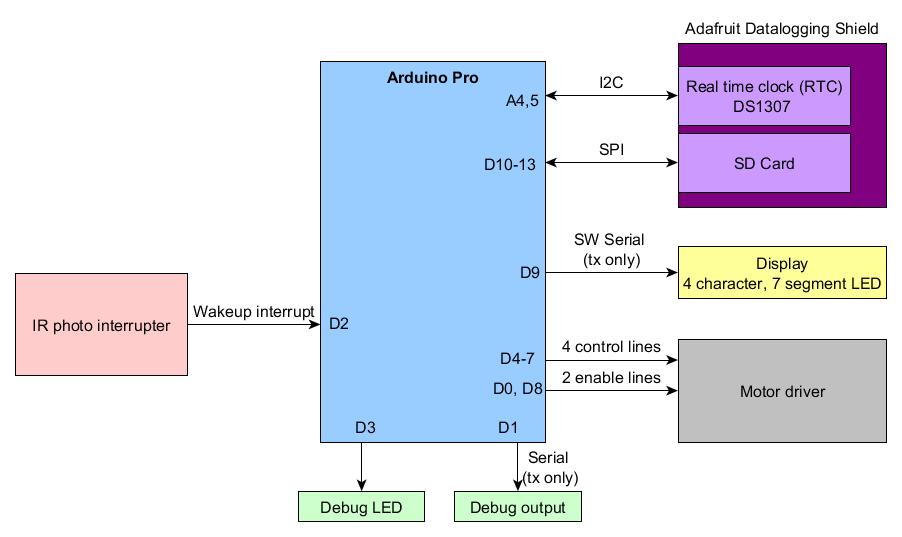 Adafruit Datalogging Shield
Arduino Pro
A4,5
I2C
Real time clock (RTC)
DS1307
D10-13
SPI
SD Card
D9
SW Serial
(tx only)
Display
4 character, 7 segment LED
IR photo interrupter
Wakeup interrupt
D2
D4-7
4 control lines
D0, D8
2 enable lines
Motor driver
D3
D1
Serial
(tx only)
Debug LED
Debug output